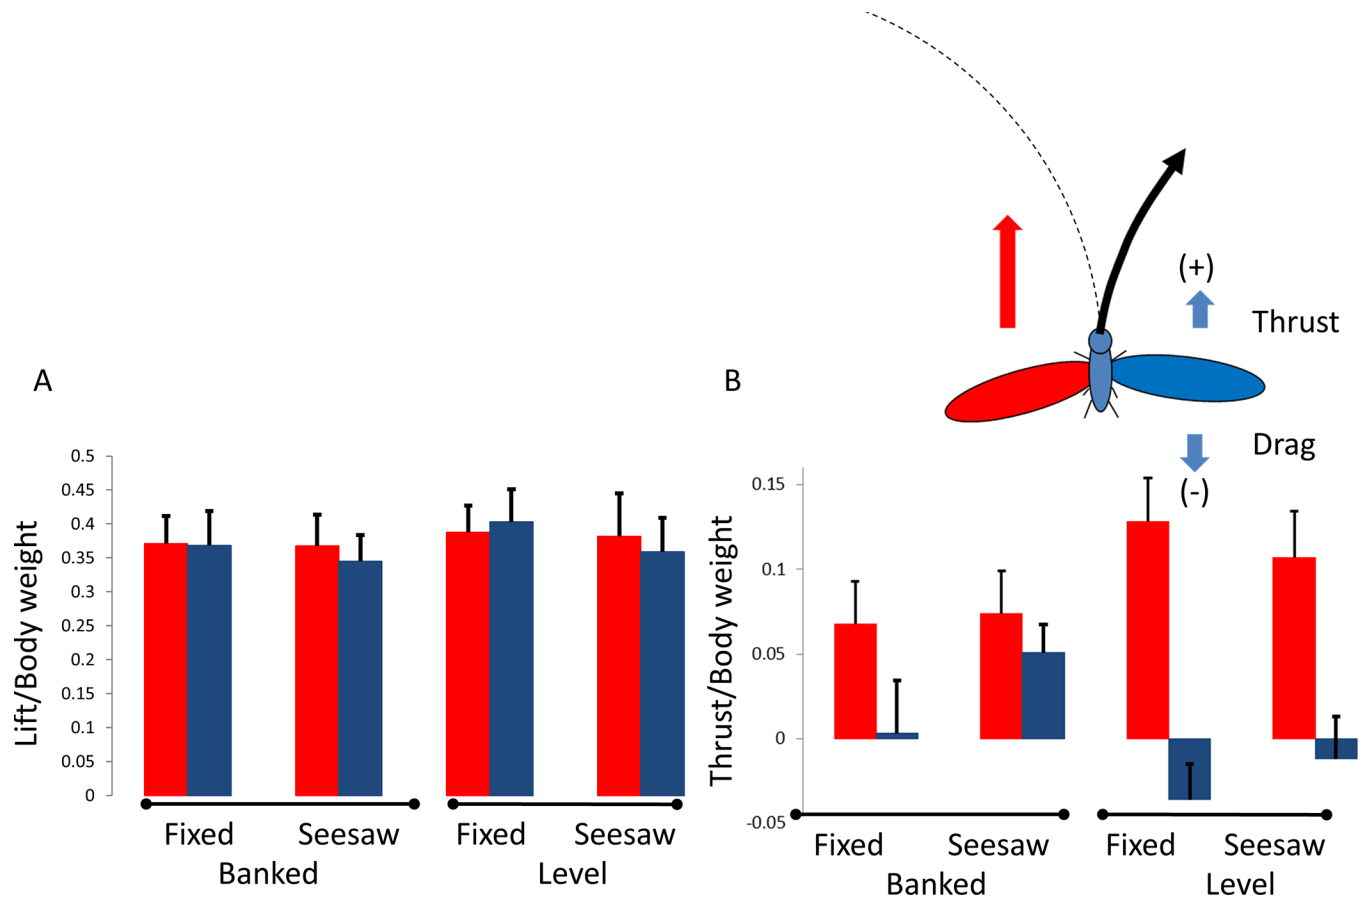 A
0.5
0.45
0.4
0.35
0.3
0.25
0.2
0.15
0.1
0.05
0
Lift/Body weight
Fixed Seesaw Fixed Seesaw
Banked Level
B
(+)
Thrust
Drag
(-)
0.15
0.1
0.05
0
-0.05
Thrust/Body weight
Fixed Seesaw Fixed Seesaw
Banked Level